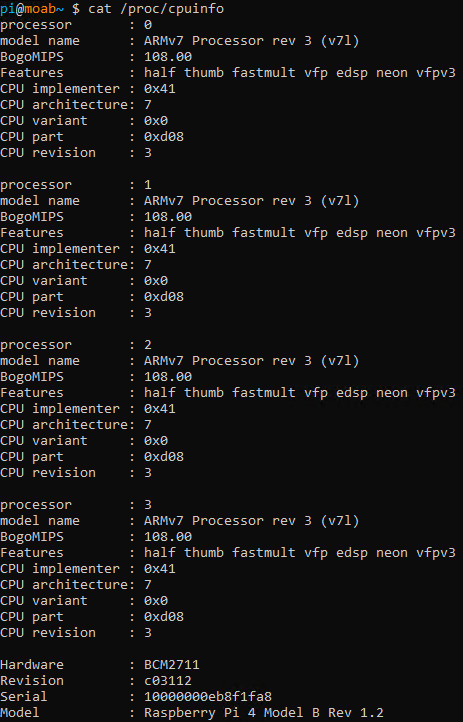 pi@moab~ $ cat /proc/cpuinfo
processor : 0
model name : ARMv7 Processor rev 3 (v7l)
BogoMIPS : 108.00
Features : half thumb fastmult vfp edsp neon vfpv3
CPU implementer : 0x41
CPU architecture: 7
CPU variant : 0x0
CPU part : 0xd08
CPU revision : 3

processor : 1
model name : ARMv7 Processor rev 3 (v7l)
BogoMIPS : 108.00
Features : half thumb fastmult vfp edsp neon vfpv3
CPU implementer : 0x41
CPU architecture: 7
CPU variant : 0x0
CPU part : 0xd08
CPU revision : 3

processor : 2
model name : ARMv7 Processor rev 3 (v7l)
BogoMIPS : 108.00
Features : half thumb fastmult vfp edsp neon vfpv3
CPU implementer : 0x41
CPU architecture: 7
CPU variant : 0x0
CPU part : 0xd08
CPU revision : 3

processor : 3
model name : ARMv7 Processor rev 3 (v7l)
BogoMIPS : 108.00
Features : half thumb fastmult vfp edsp neon vfpv3
CPU implementer : 0x41
CPU architecture: 7
CPU variant : 0x0
CPU part : 0xd08
CPU revision : 3

Hardware : BCM2711
Revision : c03112
Serial : 10000000eb8f1fa8
Model : Raspberry Pi 4 Model B Rev 1.2